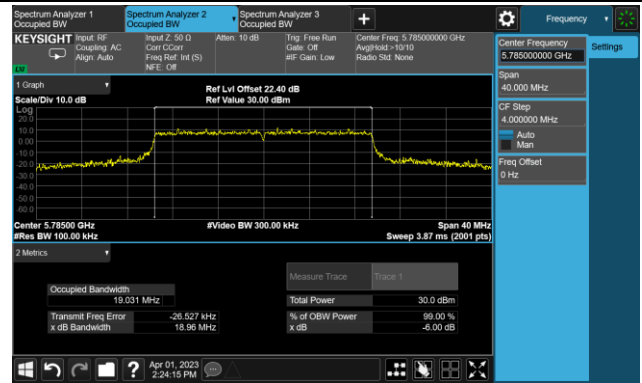 Spectrum Analyzer 1
Occupied BW
Spectrum Analyzer 2
Occupied BW
Spectrum Analyzer 3
Occupied BW
+
Frequency
KEYSIGHT
Input: RF
Coupling: AC
Align: Auto
Input Z: 50 Ω
Corr CCorr
Freq Ref: Int (S)
NFE: Off
Atten: 10 dB
Trig: Free Run
Gate: Off
#IF Gain: Low
Center Freq: 5.785000000 GHz
Avg|Hold:>10/10
Radio Std: None
Center Frequency
5.785000000 GHz
Settings
Span
40.000 MHz
CF Step
4.000000 MHz
Auto
Man
Freq Offset
0 Hz
1 Graph
Scale/Div 10.0 dB
Ref Lvl Offset 22.40 dB
Ref Value 30.00 dBm
Log
20.0
10.0
0.00
-10.0
-20.0
-30.0
-40.0
-50.0
-60.0
Center 5.78500 GHz
#Res BW 100.00 kHz
#Video BW 300.00 kHz
Span 40 MHz
Sweep 3.87 ms (2001 pts)
2 Metrics
Measure Trace
Trace 1
Occupied Bandwidth
19.031 MHz
Total Power
30.0 dBm
Transmit Freq Error
-26.527 kHz
% of OBW Power
99.00 %
x dB Bandwidth
18.96 MHz
x dB
-6.00 dB
?
Apr 01, 2023
2:24:15 PM